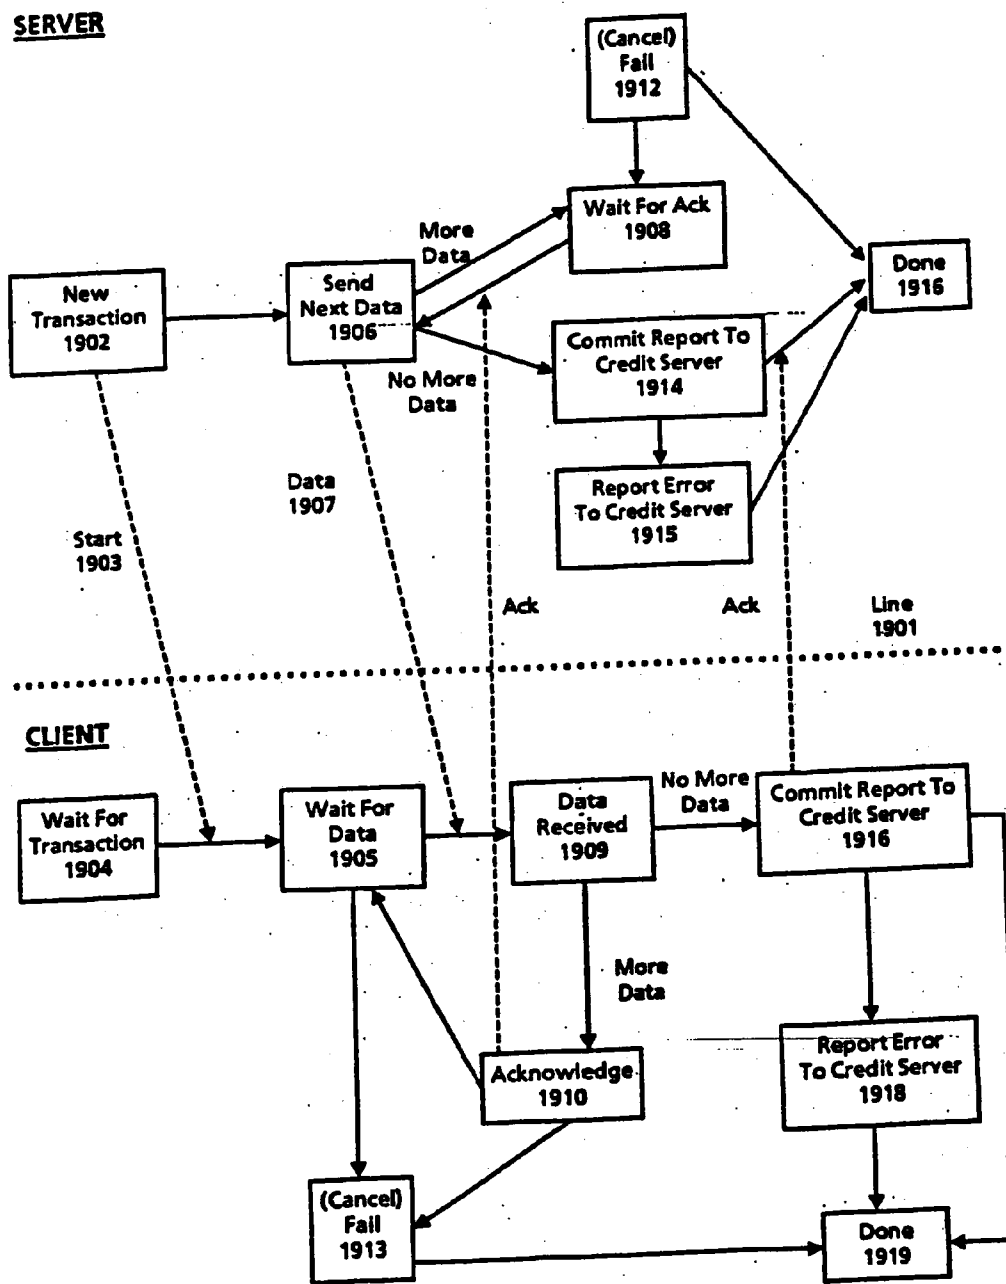 SERVER
(Cancel)
Fail
1912
Wait For Ack
1908
More
Data
Done
1916
New
Transaction
1902
Send
Next Data
1906
Commit Report To
Credit Server
1914
No More
Data
Report Error
To Credit Server
1915
Data
1907
Start
1903
Ack
Ack
Line
1901
CLIENT
Wait For
Transaction
1904
Wait For
Data
1905
Data
Received
1909
No More
Data
Commit Report To
Credit Server
1916
More
Data
Acknowledge
1910
Report Error
To Credit Server
1918
(Cancel)
Fail
1913
Done
1919